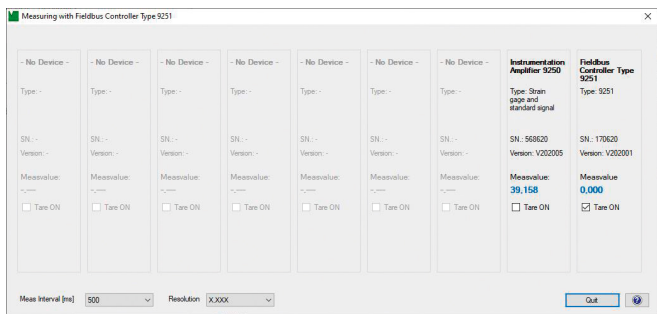 Measuring with Fieldbus Controller Type 9251
- No Device -
Type: -
SN.: -
Version: -
Measvalue:
-,---
Tare ON
- No Device -
Type: -
SN.: -
Version: -
Measvalue:
-,---
Tare ON
- No Device -
Type: -
SN.: -
Version: -
Measvalue:
-,---
Tare ON
- No Device -
Type: -
SN.: -
Version: -
Measvalue:
-,---
Tare ON
- No Device -
Type: -
SN.: -
Version: -
Measvalue:
-,---
Tare ON
- No Device -
Type: -
SN.: -
Version: -
Measvalue:
-,---
Tare ON
- No Device -
Type: -
SN.: -
Version: -
Measvalue:
-,---
Tare ON
Instrumentation
Amplifier 9250
Type: Strain
gage and
standard signal
SN.: 568620
Version: V202005
Measvalue:
39,158
Tare ON
Fieldbus
Controller Type
9251
Type: 9251
SN.: 170620
Version: V202001
Measvalue
0,000
Tare ON
Meas Interval [ms]
500
Resolution
X.XXX
Quit
?